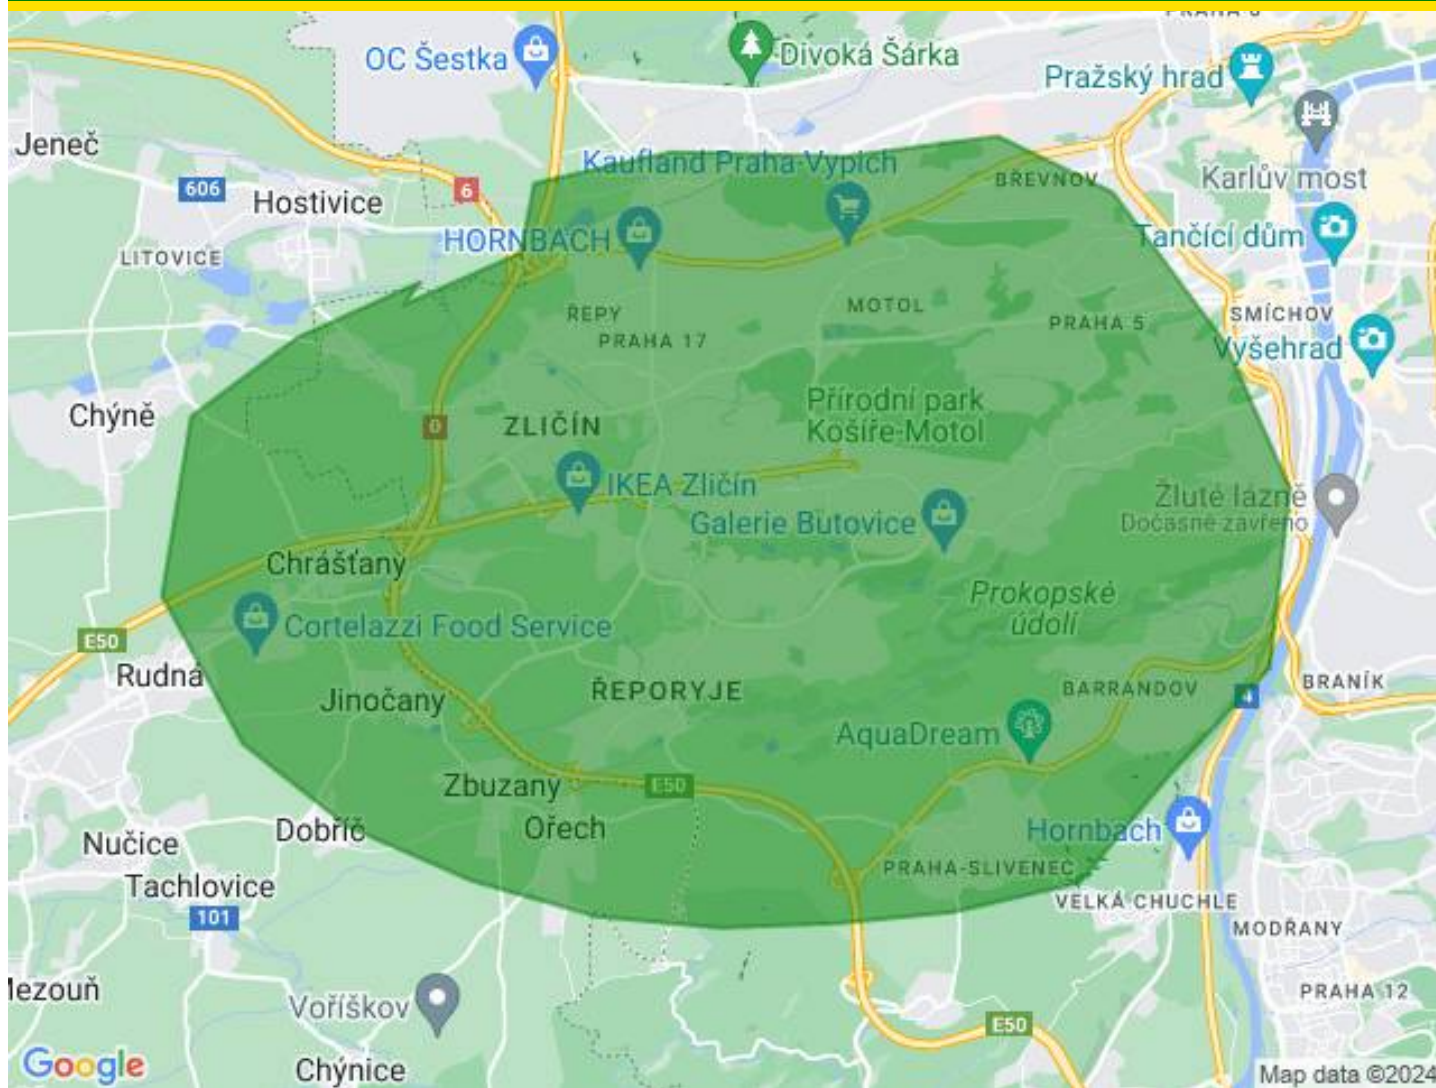 OC Šestka
Divoká Šárka
Pražský hrad
Jeneč
606
6
Kaufland Praha-Vypich
BŘEVNOV
Karlův most
Hostivice
HORNBACH
Tančící dům
LITOVICE
ŘEPY
MOTOL
PRAHA 5
SMÍCHOV
PRAHA 17
Vyšehrad
Chýně
0
ZLIČÍN
Přírodní park
Košíře-Motol
IKEA Zličín
Galerie Butovice
Žluté lázně
Dočasně zavřeno
Chrášťany
Prokopské
údolí
Cortelazzi Food Service
E50
Rudná
Jinočany
ŘEPORYJE
BARRANDOV
4
BRANÍK
AquaDream
Zbuzany
E50
Nučice
Dobříč
Ořech
Hornbach
PRAHA-SLIVENEC
Tachlovice
101
VELKÁ CHUCHLE
MODŘANY
Voříškov
PRAHA 12
E50
Google
Chýnice
Map data ©2024